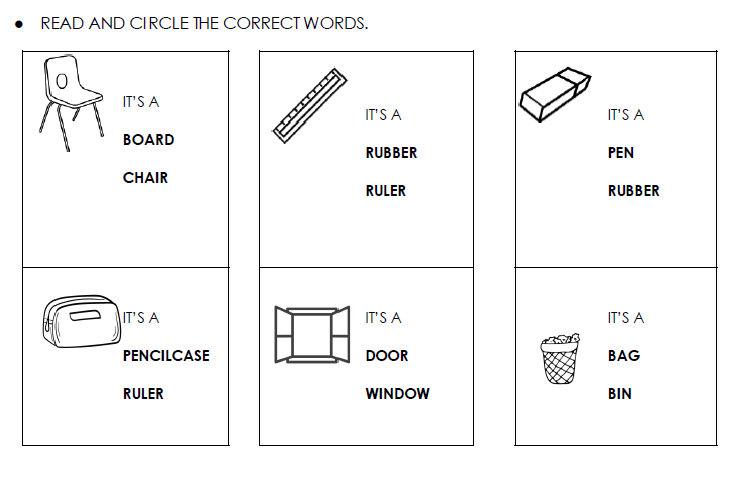 ● READ AND CIRCLE THE CORRECT WORDS.
IT'S A
BOARD
CHAIR
IT'S A
RUBBER
RULER
IT'S A
PEN
RUBBER
IT'S A
PENCILCASE
RULER
IT'S A
DOOR
WINDOW
IT'S A
BAG
BIN